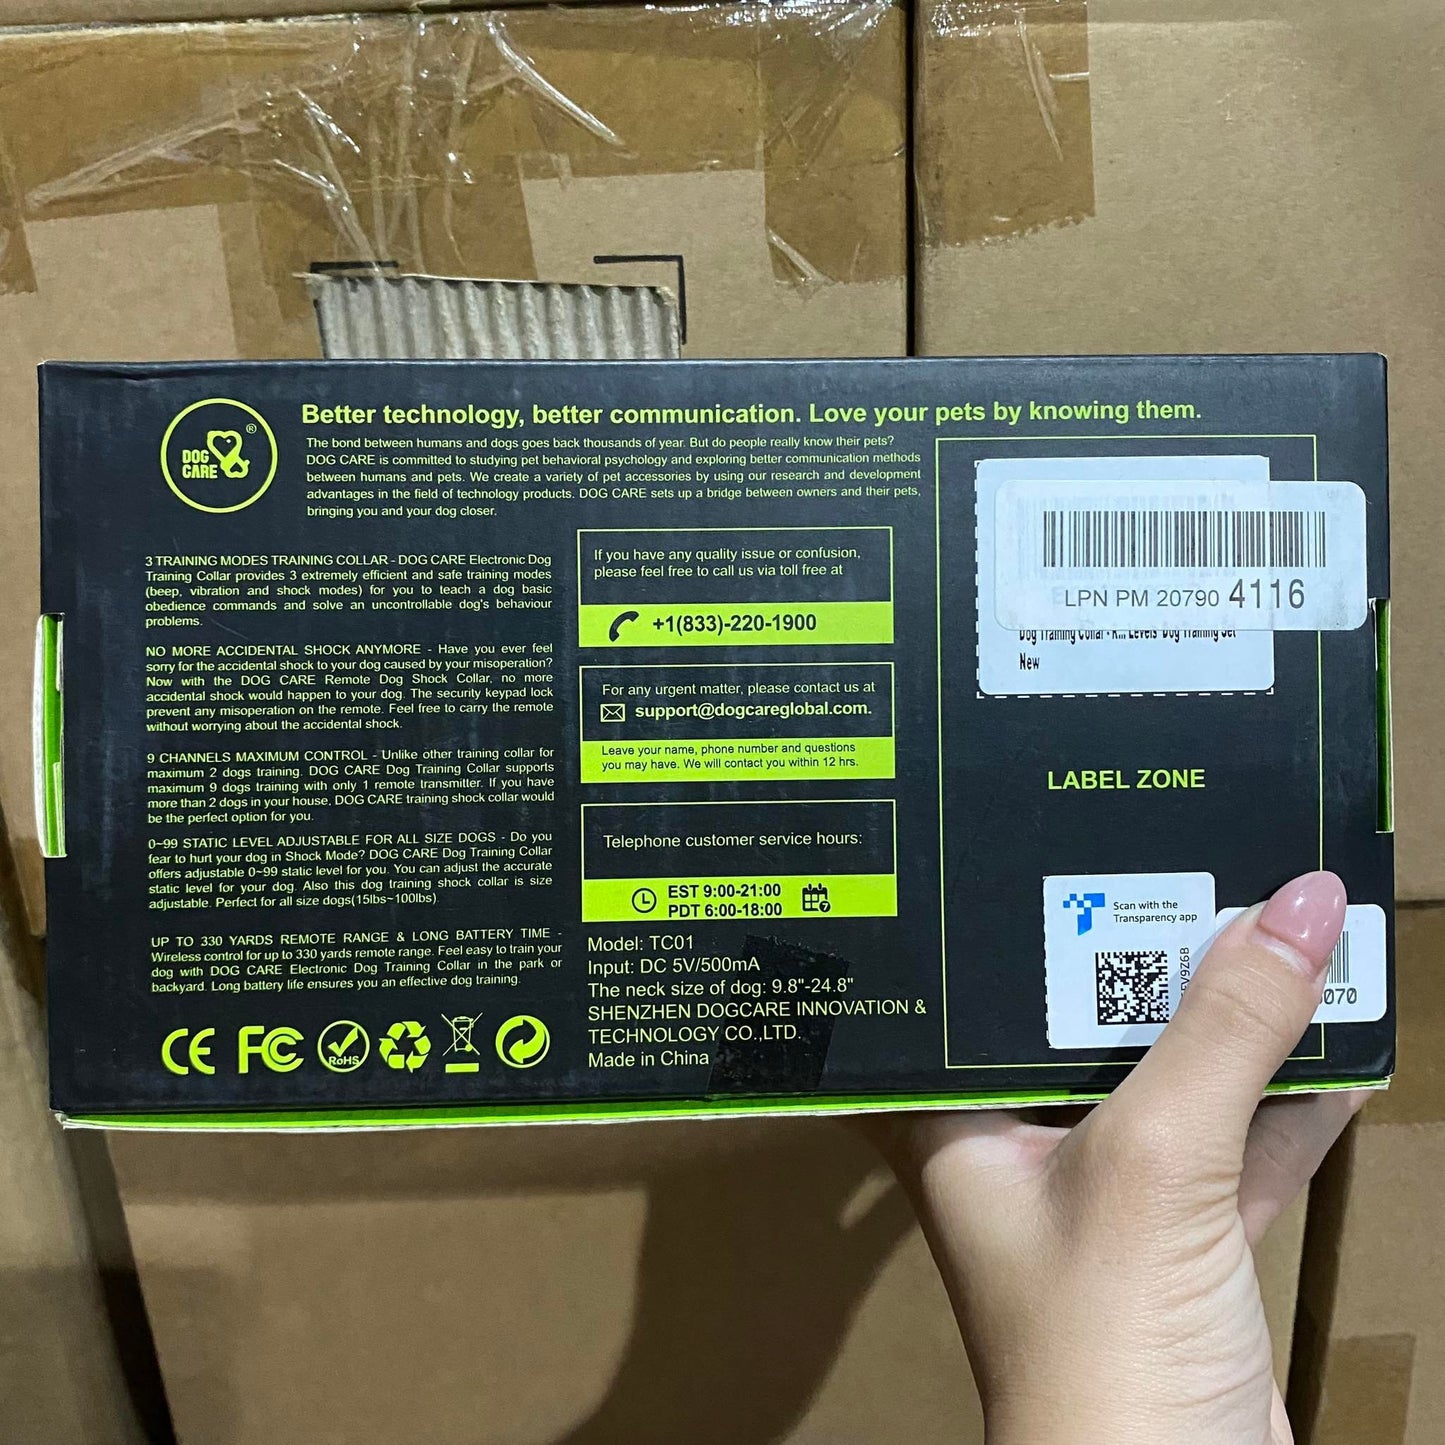 DOG
CARE
®
Better technology, better communication. Love your pets by knowing them.
The bond between humans and dogs goes back thousands of year. But do people really know their pets?
DOG CARE is committed to studying pet behavioral psychology and exploring better communication methods
between humans and pets. We create a variety of pet accessories by using our research and development
advantages in the field of technology products. DOG CARE sets up a bridge between owners and their pets,
bringing you and your dog closer.
3 TRAINING MODES TRAINING COLLAR - DOG CARE Electronic Dog
Training Collar provides 3 extremely efficient and safe training modes
(beep, vibration and shock modes) for you to teach a dog basic
obedience commands and solve an uncontrollable dog's behaviour
problems.
NO MORE ACCIDENTAL SHOCK ANYMORE - Have you ever feel
sorry for the accidental shock to your dog caused by your misoperation?
Now with the DOG CARE Remote Dog Shock Collar, no more
accidental shock would happen to your dog. The security keypad lock
prevent any misoperation on the remote. Feel free to carry the remote
without worrying about the accidental shock.
9 CHANNELS MAXIMUM CONTROL - Unlike other training collar for
maximum 2 dogs training. DOG CARE Dog Training Collar supports
maximum 9 dogs training with only 1 remote transmitter. If you have
more than 2 dogs in your house, DOG CARE training shock collar would
be the perfect option for you.
0~99 STATIC LEVEL ADJUSTABLE FOR ALL SIZE DOGS - Do you
fear to hurt your dog in Shock Mode? DOG CARE Dog Training Collar
offers adjustable 0~99 static level for you. You can adjust the accurate
static level for your dog. Also this dog training shock collar is size
adjustable. Perfect for all size dogs(15lbs~100lbs)
UP TO 330 YARDS REMOTE RANGE & LONG BATTERY TIME -
Wireless control for up to 330 yards remote range. Feel easy to train your
dog with DOG CARE Electronic Dog Training Collar in the park or
backyard. Long battery life ensures you an effective dog training.
CE FC RoHS
If you have any quality issue or confusion,
please feel free to call us via toll free at
+1(833)-220-1900
For any urgent matter, please contact us at
support@dogcareglobal.com.
Leave your name, phone number and questions
you may have. We will contact you within 12 hrs.
Telephone customer service hours:
EST 9:00-21:00
PDT 6:00-18:00
7
Model: TC01
Input: DC 5V/500mA
The neck size of dog: 9.8"-24.8"
SHENZHEN DOGCARE INNOVATION &
TECHNOLOGY CO.,LTD.
Made in China
LPN PM 20790 4116
Dog Training Collar - Levels Dog Training Set
New
LABEL ZONE
Scan with the
Transparency app